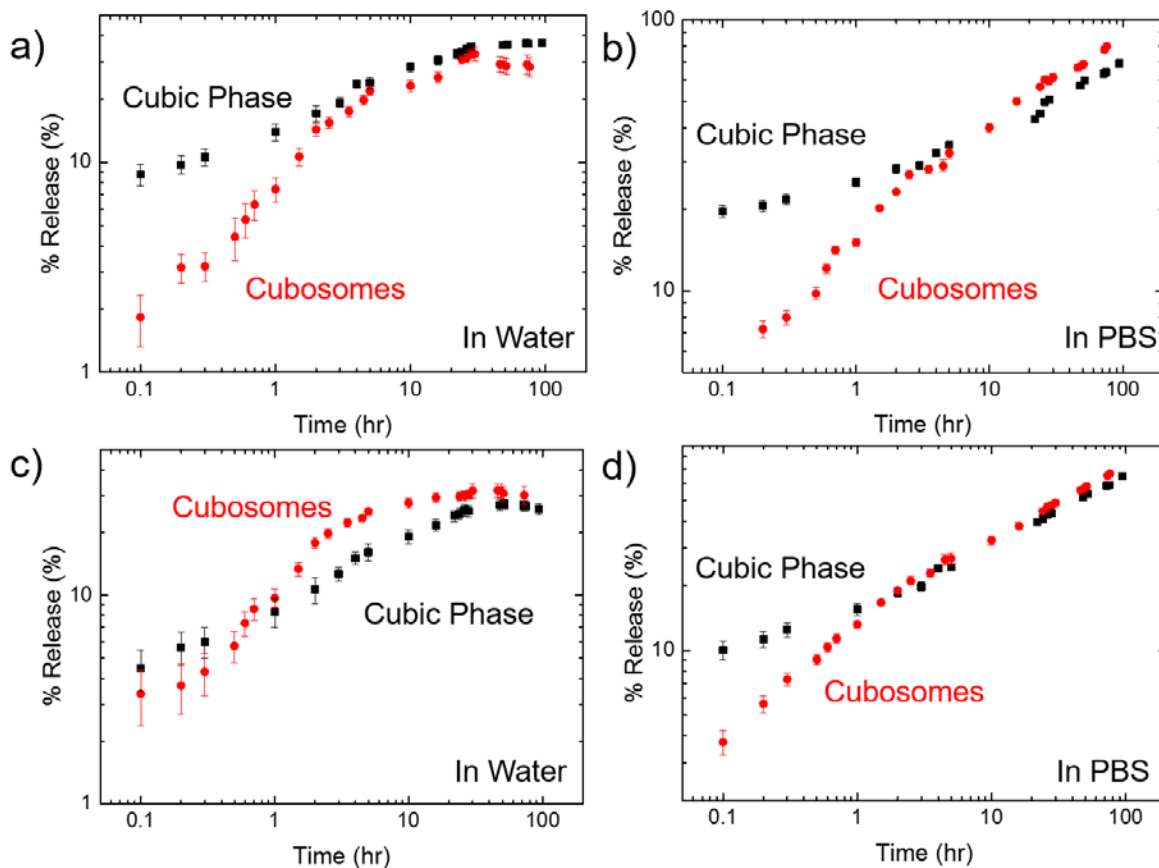 a)
% Release (%)
10
1
Cubic Phase
Cubosomes
In Water
0.1
1
10
100
Time (hr)
b)
% Release (%)
100
10
Cubic Phase
Cubosomes
In PBS
0.1
1
10
100
Time (hr)
c)
% Release (%)
10
1
Cubosomes
Cubic Phase
In Water
0.1
1
10
100
Time (hr)
d)
% Release (%)
10
Cubic Phase
Cubosomes
In PBS
0.1
1
10
100
Time (hr)